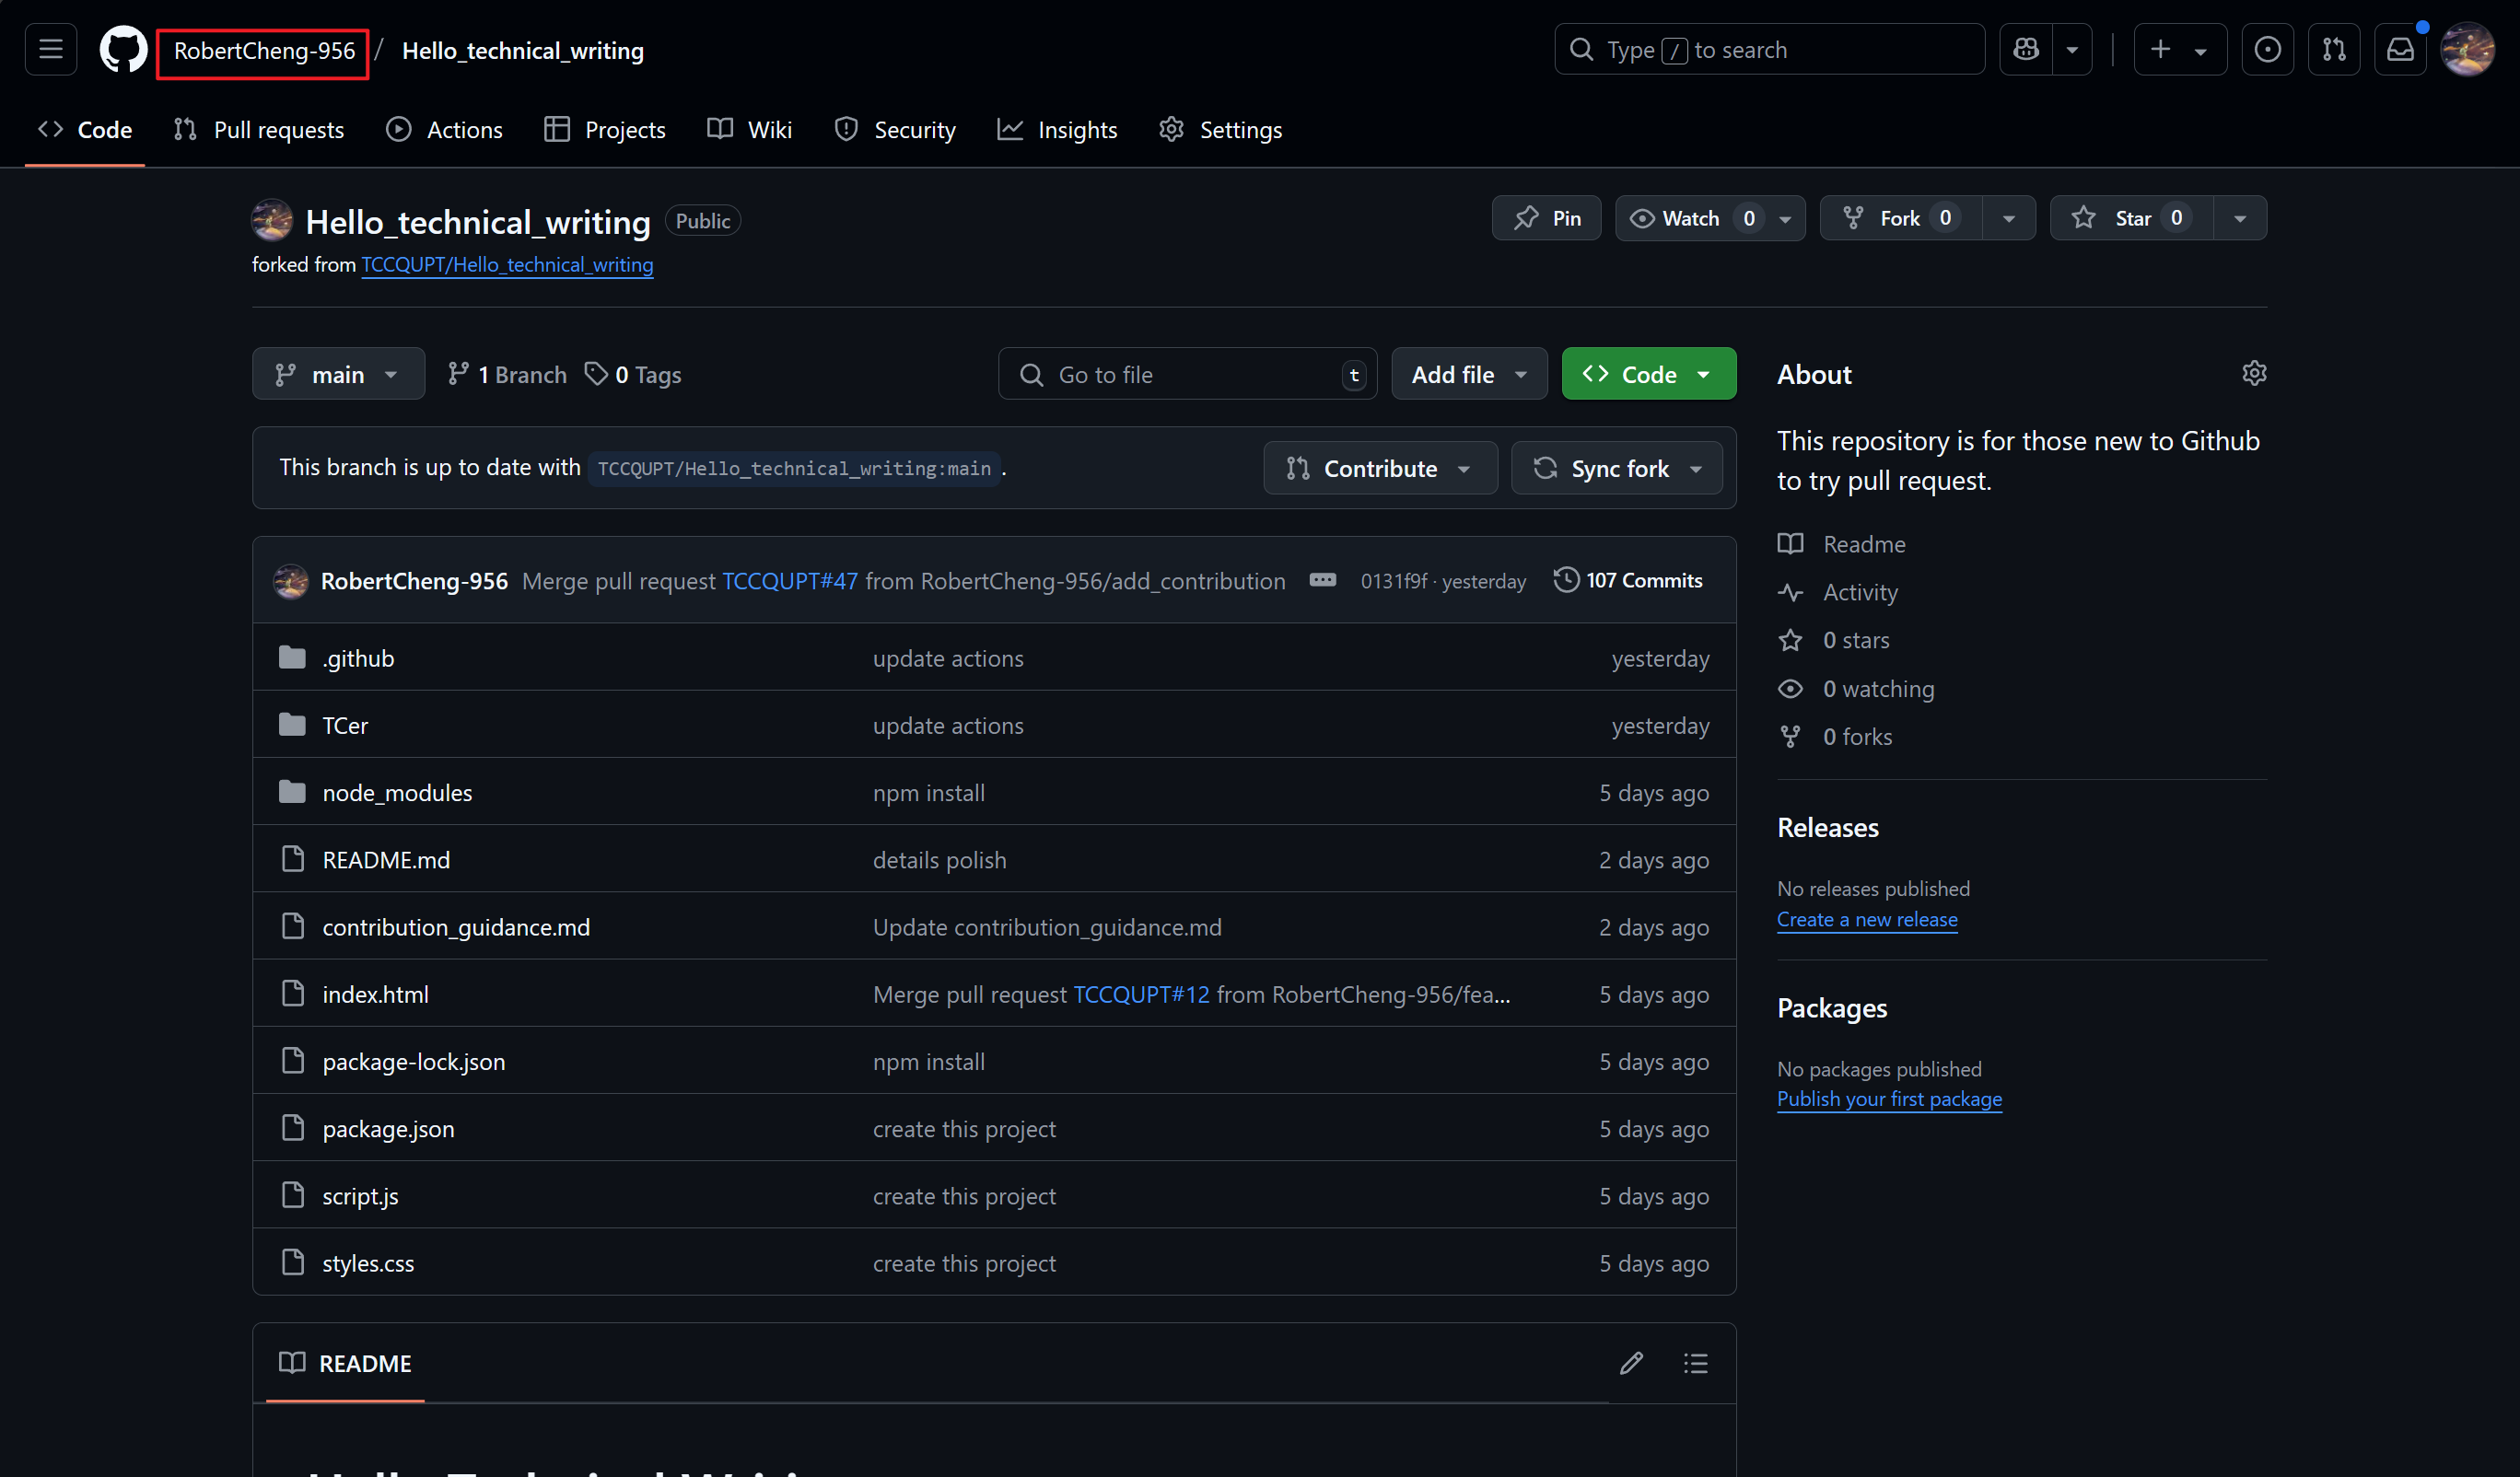 RobertCheng-956 / Hello_technical_writing
Type / to search
Code Pull requests Actions Projects Wiki Security Insights Settings
Hello_technical_writing Public
Pin Watch 0 Fork 0 Star 0
forked from TCCQUPT/Hello_technical_writing
main 1 Branch 0 Tags Go to file t Add file Code
This branch is up to date with TCCQUPT/Hello_technical_writing:main .
Contribute Sync fork
RobertCheng-956 Merge pull request TCCQUPT#47 from RobertCheng-956/add_contribution 0131f9f · yesterday 107 Commits
.github update actions yesterday
TCer update actions yesterday
node_modules npm install 5 days ago
README.md details polish 2 days ago
contribution_guidance.md Update contribution_guidance.md 2 days ago
index.html Merge pull request TCCQUPT#12 from RobertCheng-956/fea... 5 days ago
package-lock.json npm install 5 days ago
package.json create this project 5 days ago
script.js create this project 5 days ago
styles.css create this project 5 days ago
README
Hello Technical Writing
About
This repository is for those new to Github
to try pull request.
Readme
Activity
0 stars
0 watching
0 forks
Releases
No releases published
Create a new release
Packages
No packages published
Publish your first package